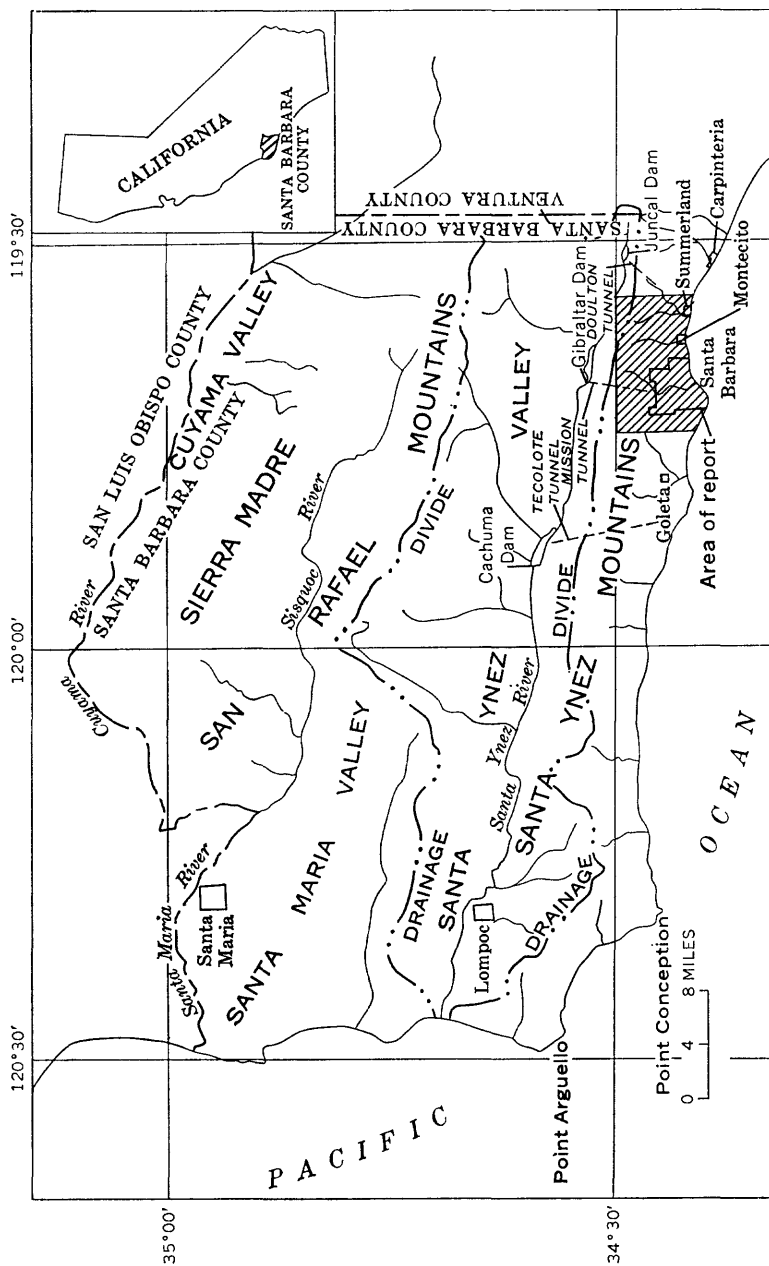 120°30'
120°00'
119°30'
35°00'
34°30'
CALIFORNIA
SANTA BARBARA
COUNTY
SAN LUIS OBISPO COUNTY
SANTA BARBARA COUNTY
Cuyama
River
CUYAMA VALLEY
SIERRA MADRE
SAN
RAFAEL
MOUNTAINS
Sisquoc
River
SANTA BARBARA COUNTY
VENTURA COUNTY
Santa
Maria
River
Santa
Maria
SANTA
MARIA
VALLEY
DRAINAGE
DIVIDE
SANTA
YNEZ
VALLEY
Santa
Ynez
River
Lompoc
Cachuma
Dam
TECOLOTE
TUNNEL
MISSION
TUNNEL
Gibraltar Dam
DOULTON
TUNNEL
Juncal Dam
DRAINAGE
DIVIDE
SANTA
YNEZ
MOUNTAINS
Goleta
Santa
Barbara
Montecito
Summerland
Carpinteria
Area of report
Point Arguello
Point Conception
PACIFIC
OCEAN
0 4 8 MILES